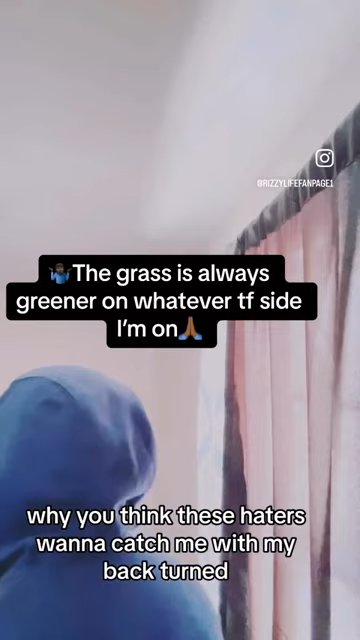 @RIZZYLIFEFANPAGE1
🤷🏿‍♂️The grass is always
greener on whatever tf side
I'm on🙏🏾
why you think these haters
wanna catch me with my
back turned